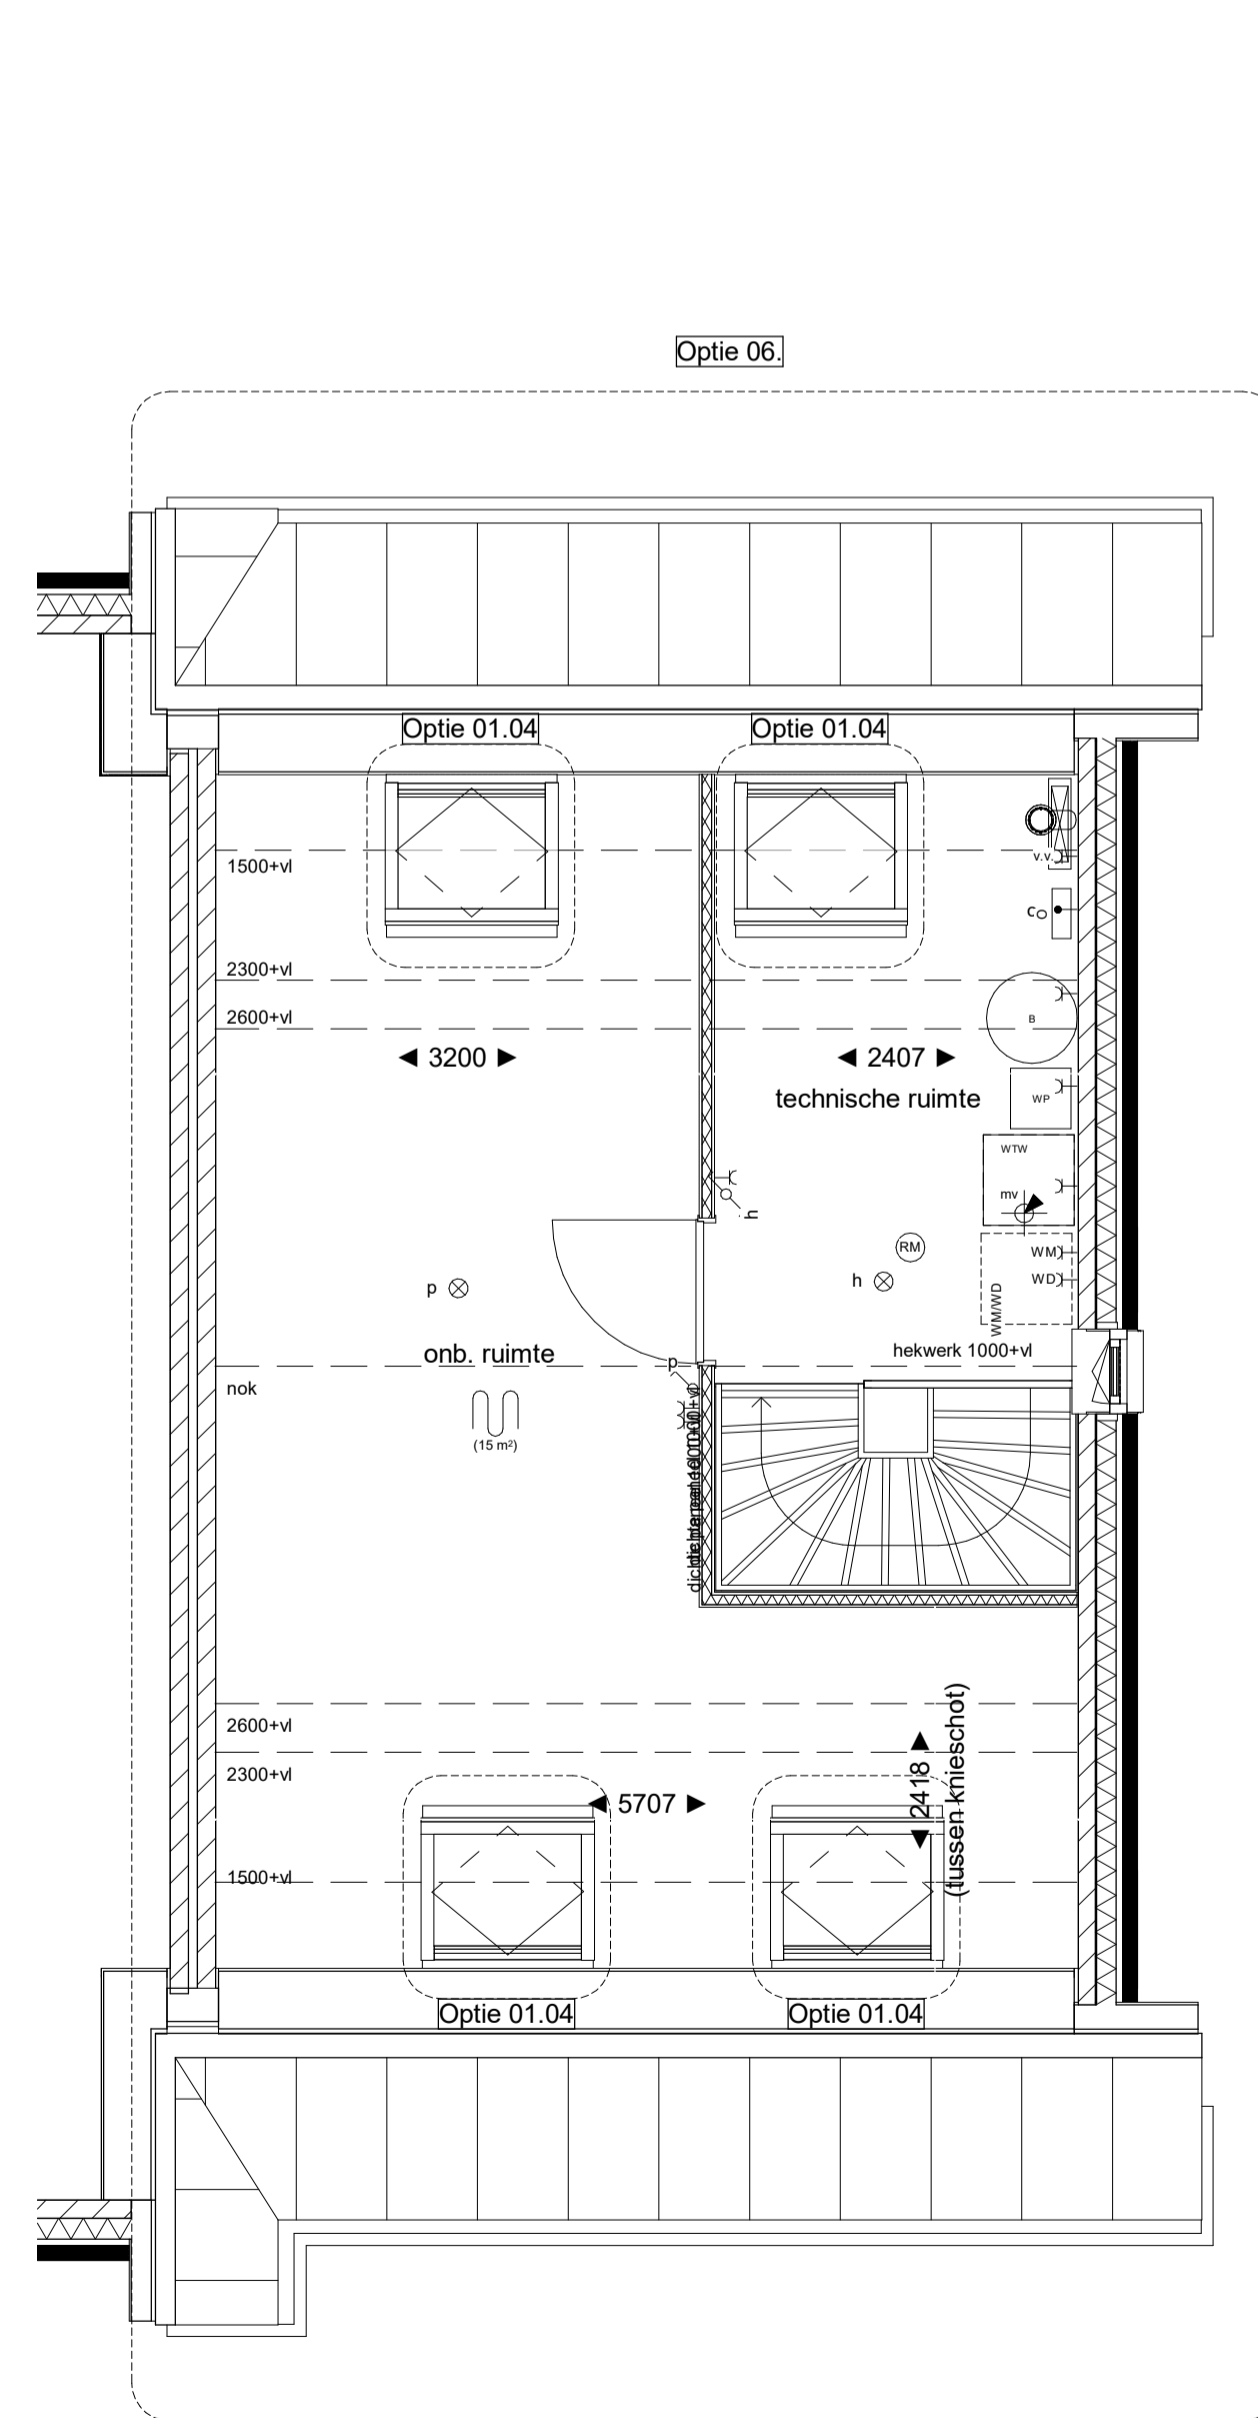 Optie 06.
Optie 01.04
Optie 01.04
1500+vl
v.v.
co
2300+vl
2600+vl
B
◄ 3200 ►
◄ 2407 ►
technische ruimte
WP
WTW
mv
h
RM
WM
WD
WM/WD
p
h
onb. ruimte
p
hekwerk 1000+vl
nok
(15 m²)
2600+vl
2300+vl
◄ 5707 ►
◄ 2418 ►
(tussen knieschot)
1500+vl
Optie 01.04
Optie 01.04